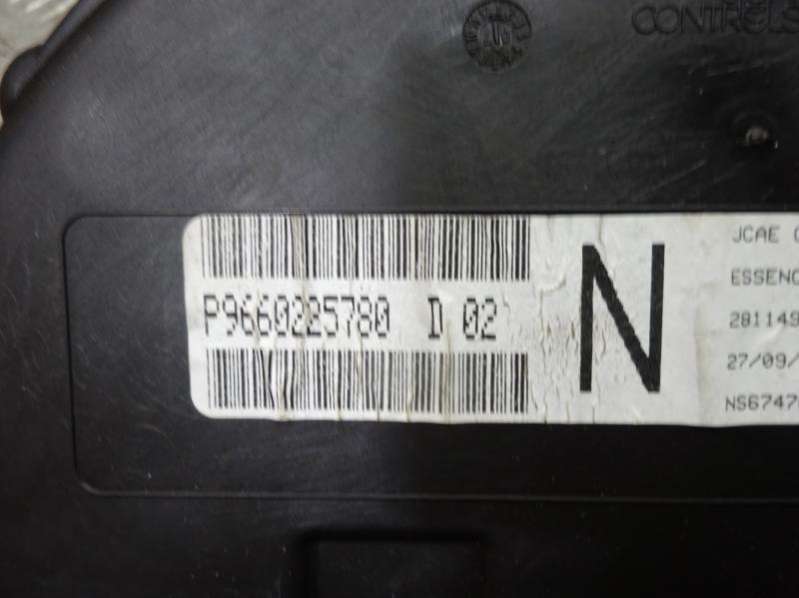 CONTROLS
P9660225780 D 02
N
JCAE
ESSENC
281149
27/09/
NS6747